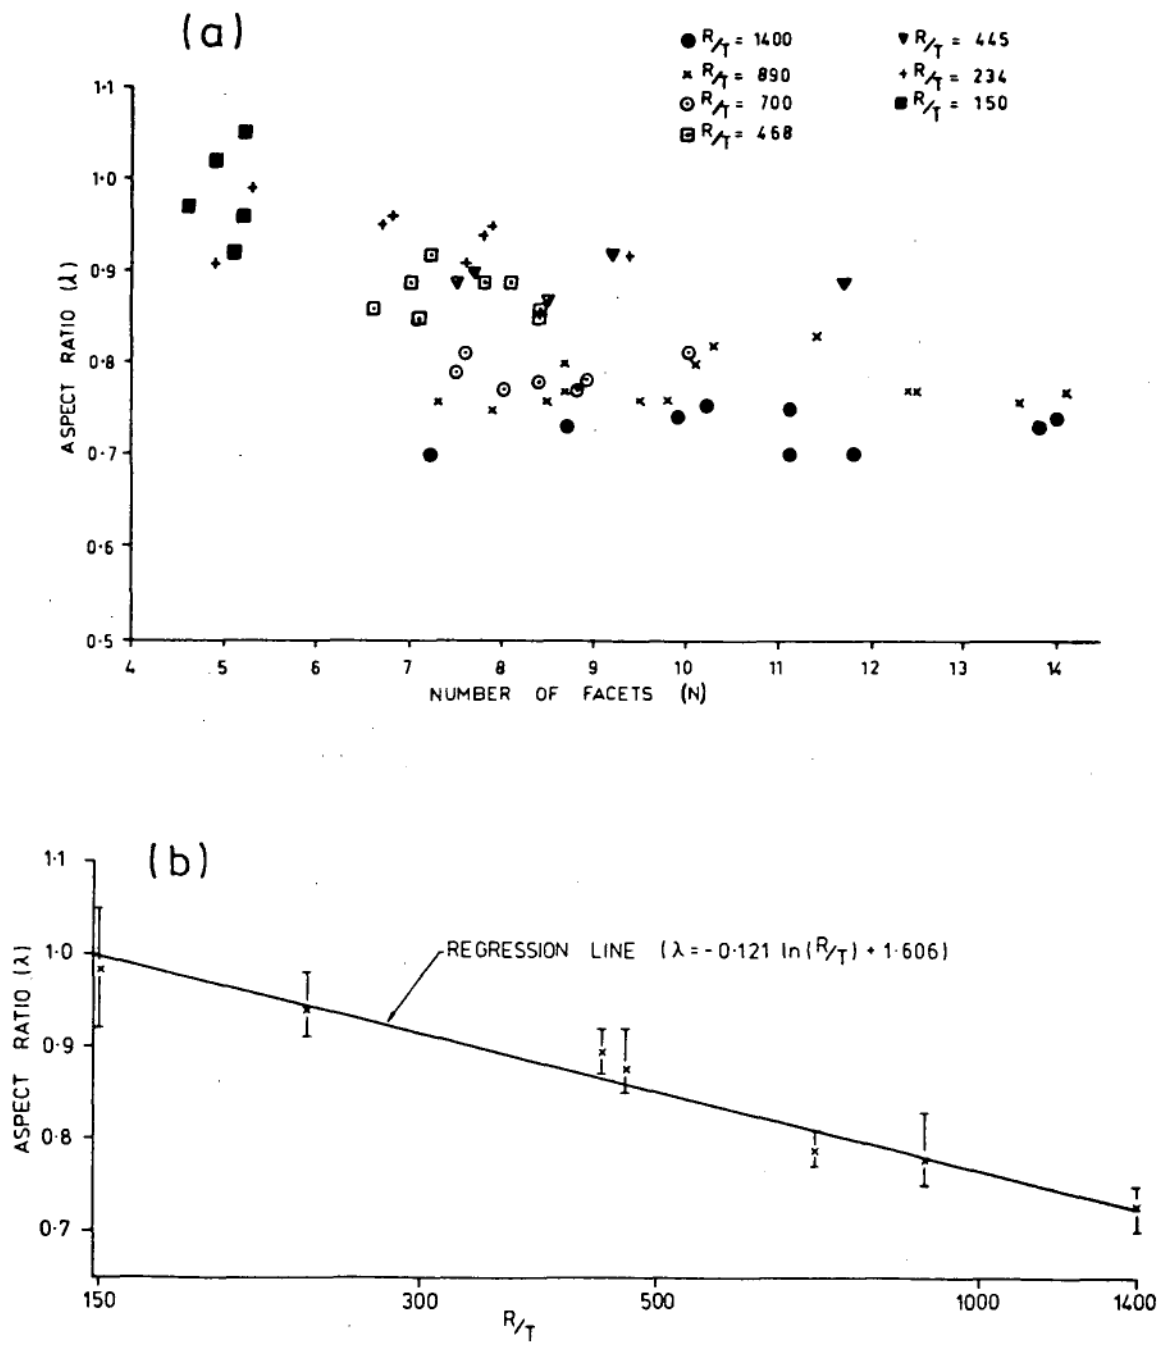 (a)
R/T = 1400
R/T = 890
R/T = 700
R/T = 468
R/T = 445
R/T = 234
R/T = 150
1·1
1·0
0·9
0·8
0·7
0·6
0·5
ASPECT RATIO (λ)
4 5 6 7 8 9 10 11 12 13 14
NUMBER OF FACETS (N)
(b)
1·1
1·0
0·9
0·8
0·7
ASPECT RATIO (λ)
REGRESSION LINE (λ = -0·121 ln(R/T) + 1·606)
150 300 500 1000 1400
R/T